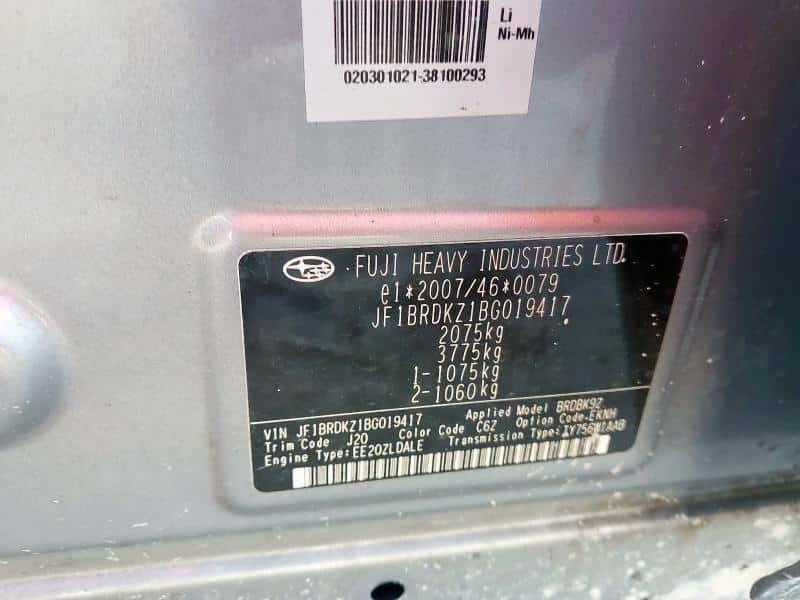 Li
Ni-Mh
020301021-38100293
FUJI HEAVY INDUSTRIES LTD.
e1*2007/46*0079
JF1BRDKZ1BG019417
2075kg
3775kg
1-1075kg
2-1060kg
VIN JF1BRDKZ1BG019417 Applied Model BRDBK9Z
Trim Code J20 Color Code C6Z Option Code-EKNH
Engine Type:EE20ZLDALE Transmission Type: